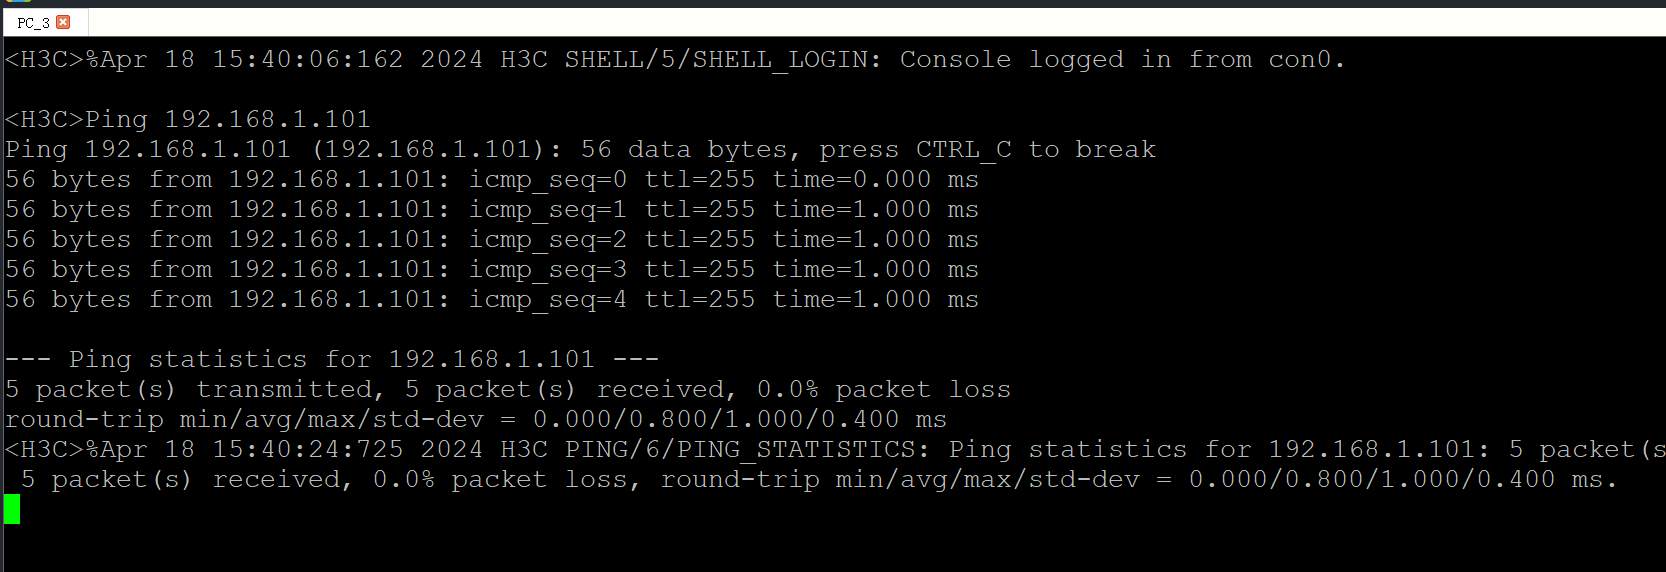 PC_3
<H3C>%Apr 18 15:40:06:162 2024 H3C SHELL/5/SHELL_LOGIN: Console logged in from con0.
<H3C>Ping 192.168.1.101
Ping 192.168.1.101 (192.168.1.101): 56 data bytes, press CTRL_C to break
56 bytes from 192.168.1.101: icmp_seq=0 ttl=255 time=0.000 ms
56 bytes from 192.168.1.101: icmp_seq=1 ttl=255 time=1.000 ms
56 bytes from 192.168.1.101: icmp_seq=2 ttl=255 time=1.000 ms
56 bytes from 192.168.1.101: icmp_seq=3 ttl=255 time=1.000 ms
56 bytes from 192.168.1.101: icmp_seq=4 ttl=255 time=1.000 ms
--- Ping statistics for 192.168.1.101 ---
5 packet(s) transmitted, 5 packet(s) received, 0.0% packet loss
round-trip min/avg/max/std-dev = 0.000/0.800/1.000/0.400 ms
<H3C>%Apr 18 15:40:24:725 2024 H3C PING/6/PING_STATISTICS: Ping statistics for 192.168.1.101: 5 packet(s
5 packet(s) received, 0.0% packet loss, round-trip min/avg/max/std-dev = 0.000/0.800/1.000/0.400 ms.